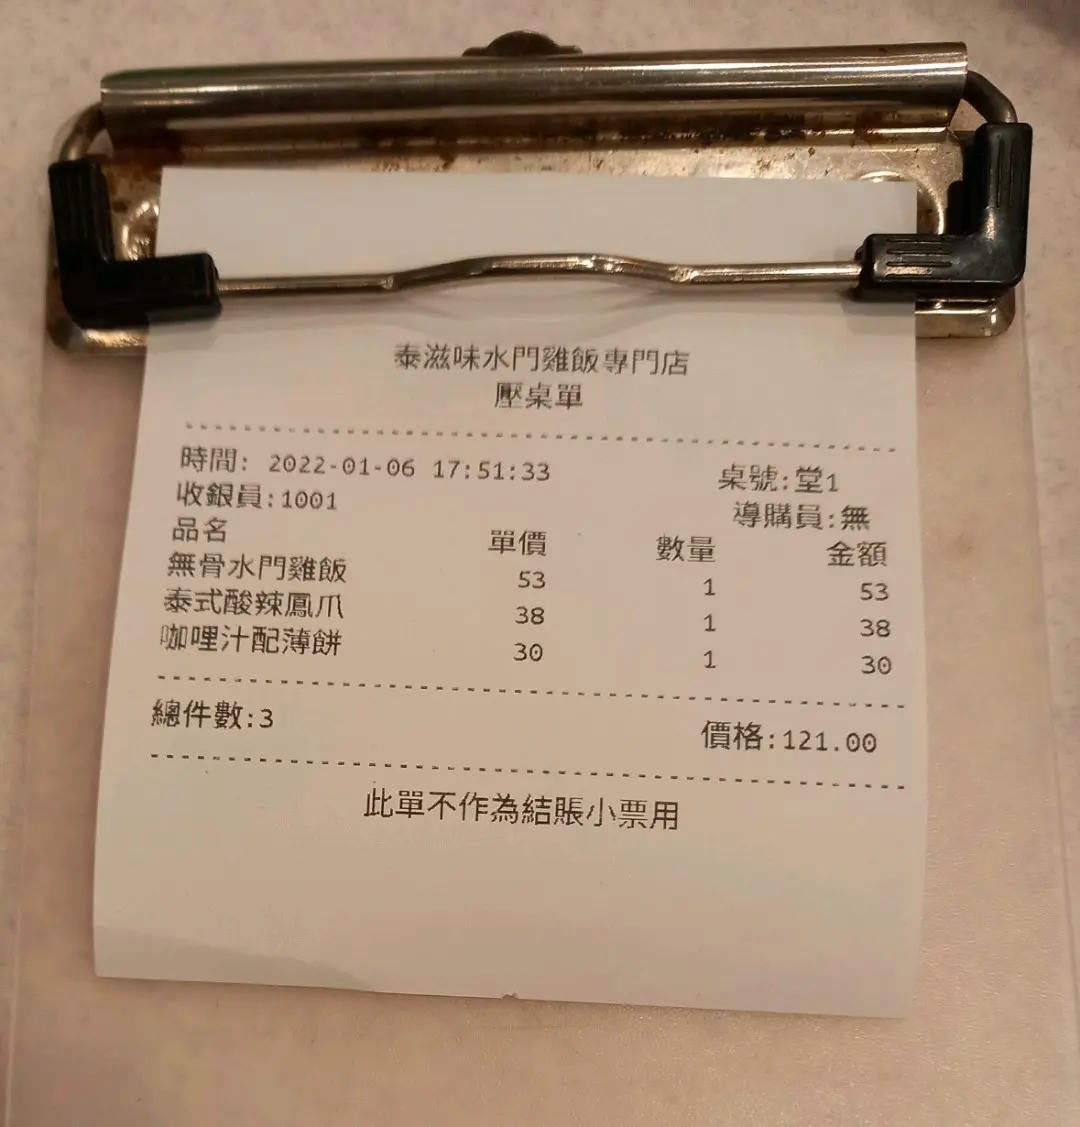 泰滋味水門雞飯專門店
壓桌單
時間: 2022-01-06 17:51:33 桌號:堂1
收銀員:1001 導購員:無
品名 單價 數量 金額
無骨水門雞飯 53 1 53
泰式酸辣鳳爪 38 1 38
咖哩汁配薄餅 30 1 30
總件數:3 價格:121.00
此單不作為結賬小票用